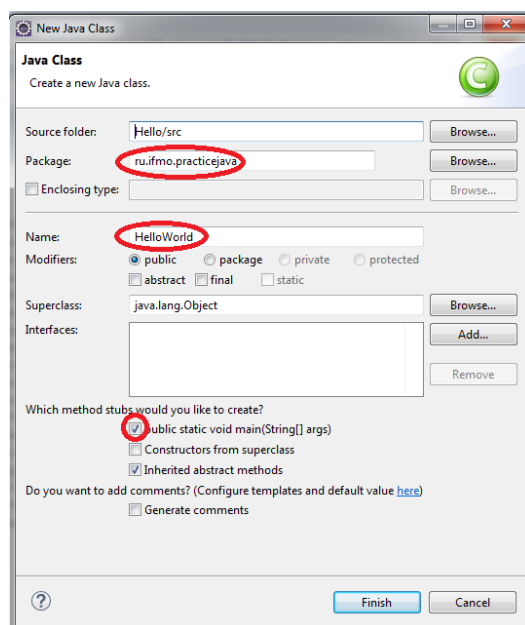 New Java Class
Java Class
Create a new Java class.
Source folder: Hello/src Browse...
Package: ru.ifmo.practicejava Browse...
Enclosing type: Browse...
Name: HelloWorld
Modifiers: public package private protected
abstract final static
Superclass: java.lang.Object Browse...
Interfaces: Add...
Remove
Which method stubs would you like to create?
public static void main(String[] args)
Constructors from superclass
Inherited abstract methods
Do you want to add comments? (Configure templates and default value here)
Generate comments
? Finish Cancel